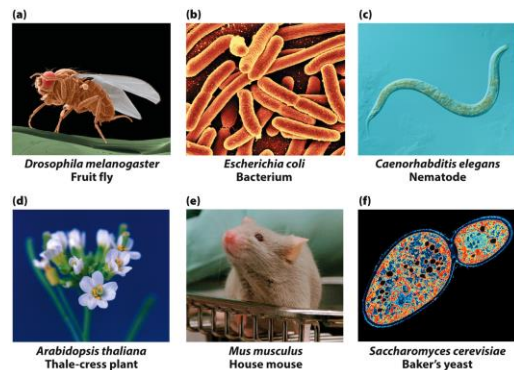 (a)
(b)
(c)
Drosophila melanogaster
Fruit fly
Escherichia coli
Bacterium
Caenorhabditis elegans
Nematode
(d)
(e)
(f)
Arabidopsis thaliana
Thale-cress plant
Mus musculus
House mouse
Saccharomyces cerevisiae
Baker's yeast